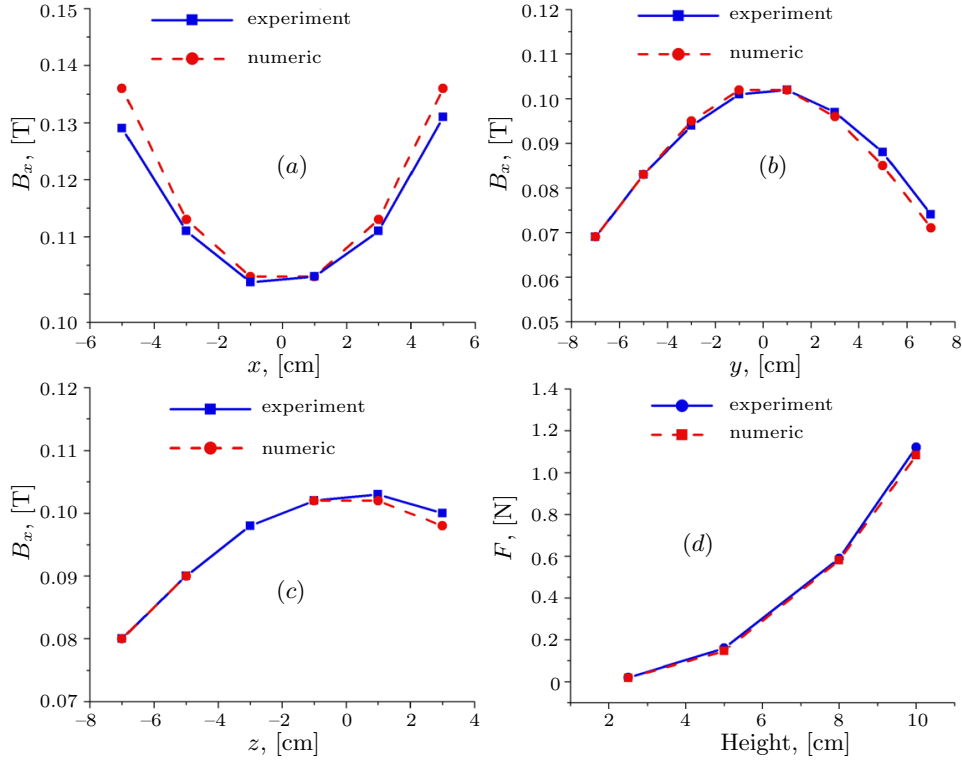 0.15
0.14
0.13
0.12
0.11
0.10
B_x, [T]
experiment
numeric
(a)
−6 −4 −2 0 2 4 6
x, [cm]
0.12
0.11
0.10
0.09
0.08
0.07
0.06
0.05
B_x, [T]
experiment
numeric
(b)
−8 −6 −4 −2 0 2 4 6 8
y, [cm]
0.12
0.11
0.10
0.09
0.08
0.07
B_x, [T]
experiment
numeric
(c)
−8 −6 −4 −2 0 2 4
z, [cm]
1.4
1.2
1.0
0.8
0.6
0.4
0.2
0
F, [N]
experiment
numeric
(d)
2 4 6 8 10
Height, [cm]